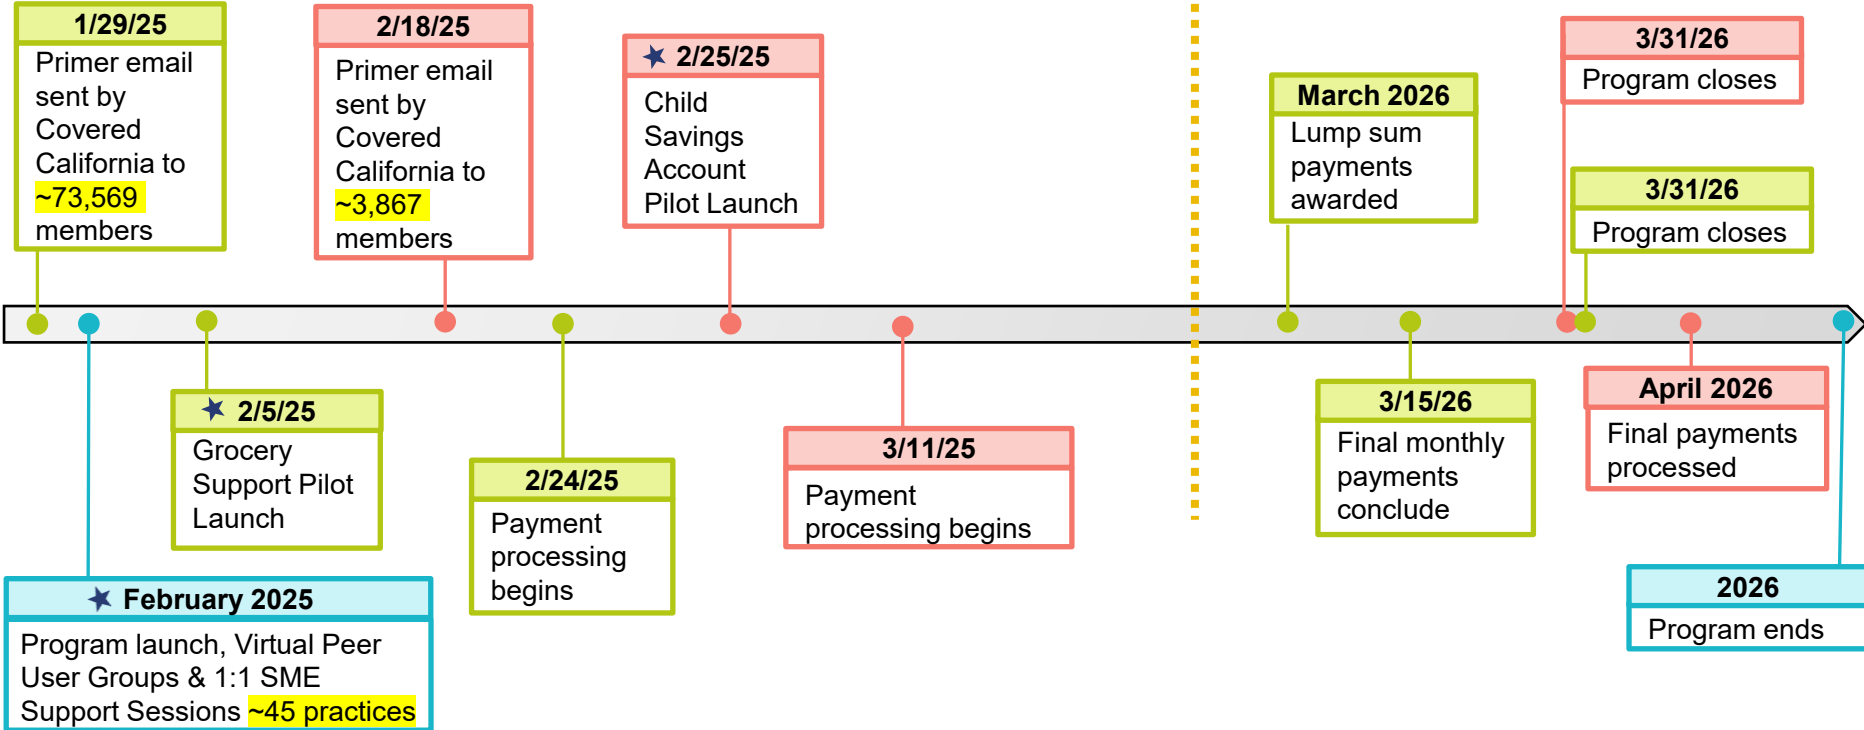 1/29/25
Primer email
sent by
Covered
California to
~73,569
members
2/18/25
Primer email
sent by
Covered
California to
~3,867
members
2/25/25
Child
Savings
Account
Pilot Launch
March 2026
Lump sum
payments
awarded
3/31/26
Program closes
3/31/26
Program closes
2/5/25
Grocery
Support Pilot
Launch
2/24/25
Payment
processing
begins
3/11/25
Payment
processing begins
3/15/26
Final monthly
payments
conclude
April 2026
Final payments
processed
February 2025
Program launch, Virtual Peer
User Groups & 1:1 SME
Support Sessions ~45 practices
2026
Program ends